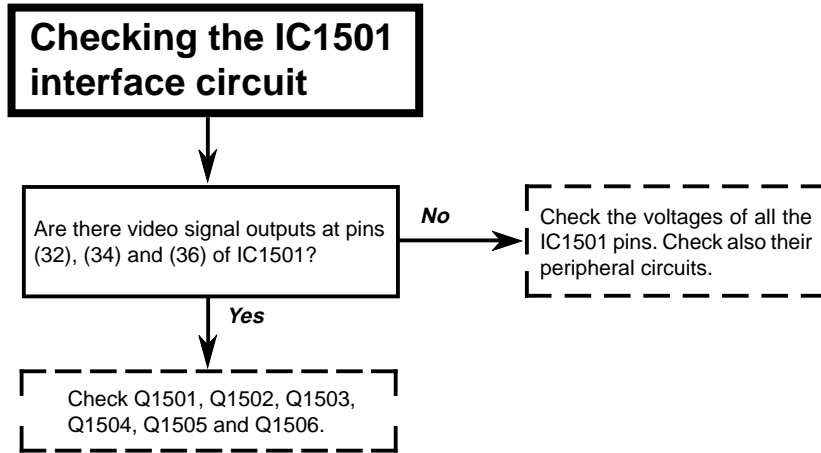 Checking the IC1501
interface circuit
Are there video signal outputs at pins
(32), (34) and (36) of IC1501?
No
Check the voltages of all the
IC1501 pins. Check also their
peripheral circuits.
Yes
Check Q1501, Q1502, Q1503,
Q1504, Q1505 and Q1506.